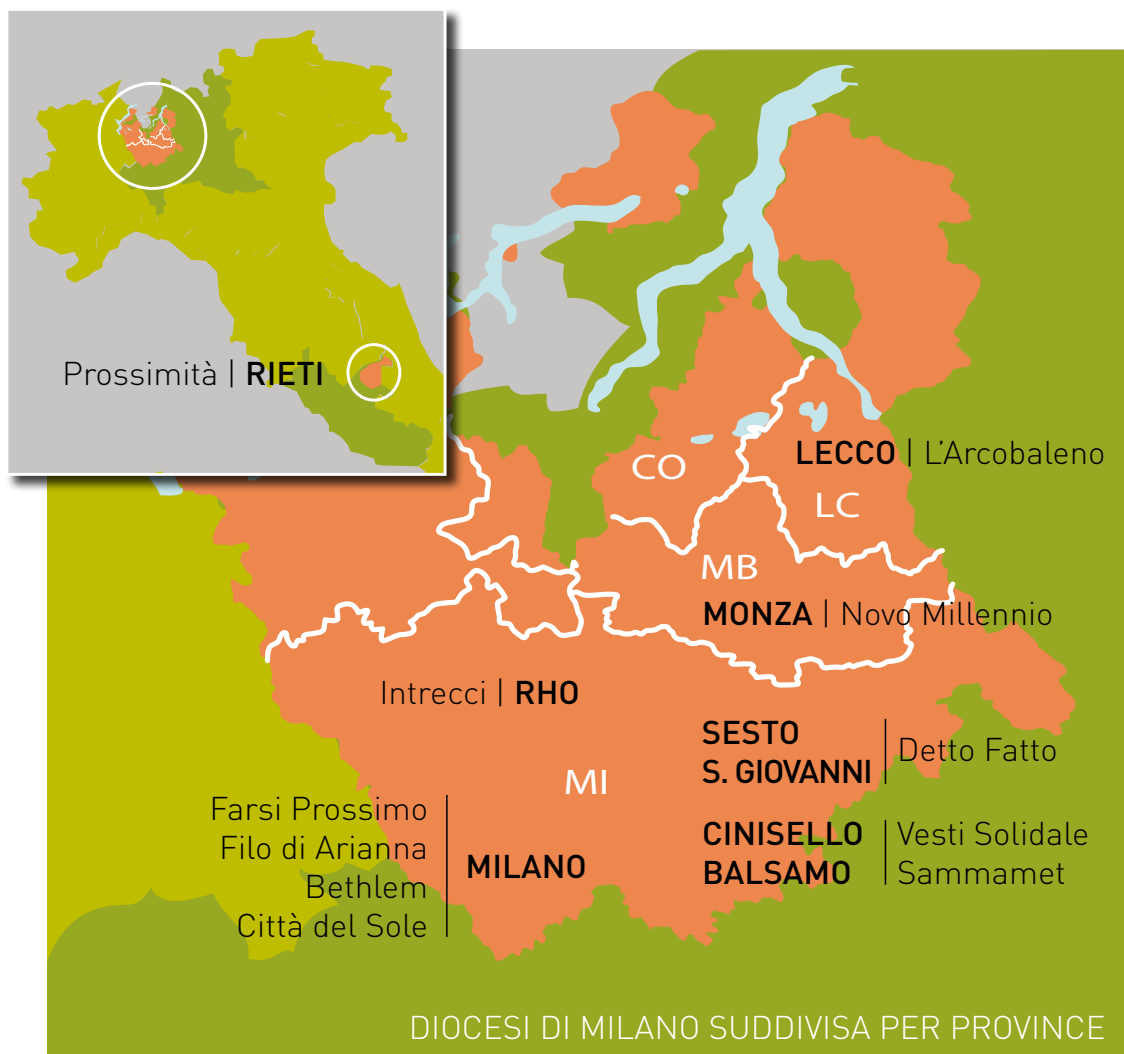 Prossimità | RIETI
LECCO | L'Arcobaleno
CO
LC
MB
MONZA | Novo Millennio
Intrecci | RHO
SESTO
S. GIOVANNI
Detto Fatto
MI
Farsi Prossimo
Filo di Arianna
Bethlem
Città del Sole
MILANO
CINISELLO
BALSAMO
Vesti Solidale
Sammamet
DIOCESI DI MILANO SUDDIVISA PER PROVINCE